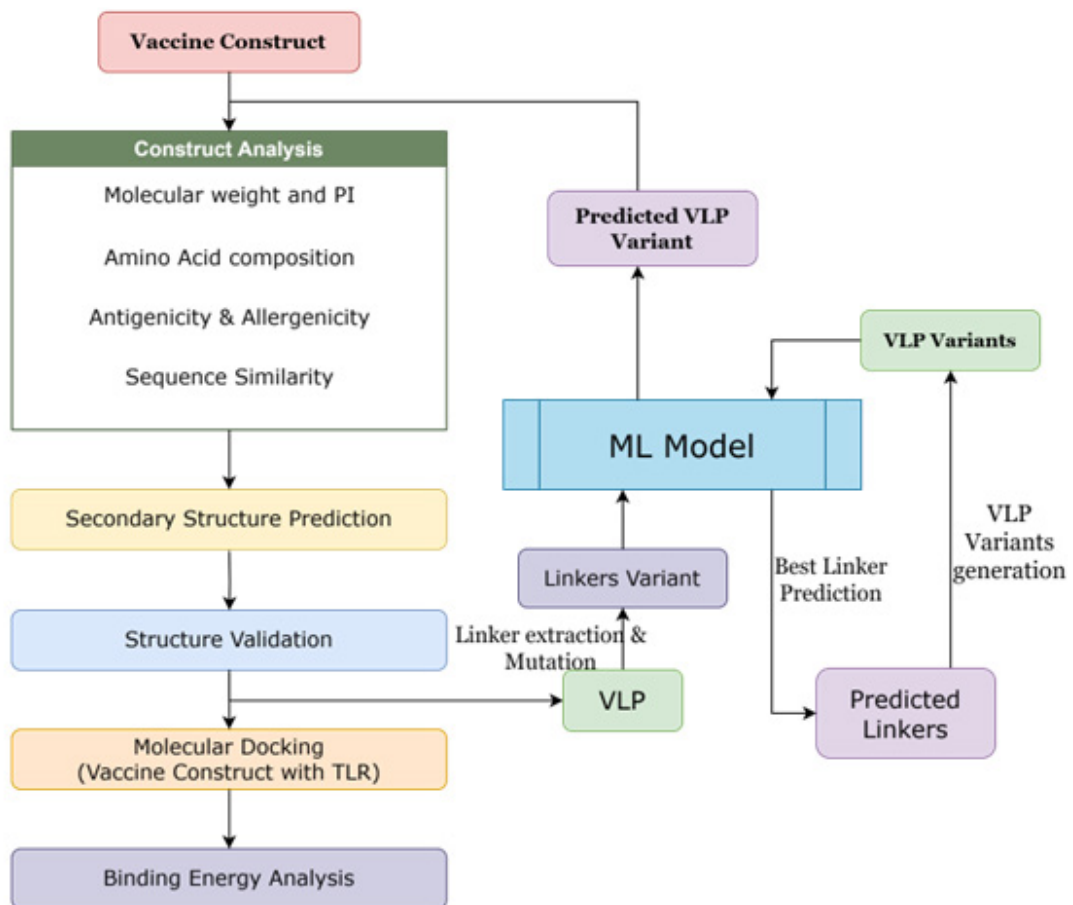 Vaccine Construct
Construct Analysis
Molecular weight and PI
Amino Acid composition
Antigenicity & Allergenicity
Sequence Similarity
Secondary Structure Prediction
Structure Validation
Molecular Docking
(Vaccine Construct with TLR)
Binding Energy Analysis
Predicted VLP
Variant
VLP Variants
ML Model
Linkers Variant
Linker extraction &
Mutation
VLP
Best Linker
Prediction
VLP
Variants
generation
Predicted
Linkers